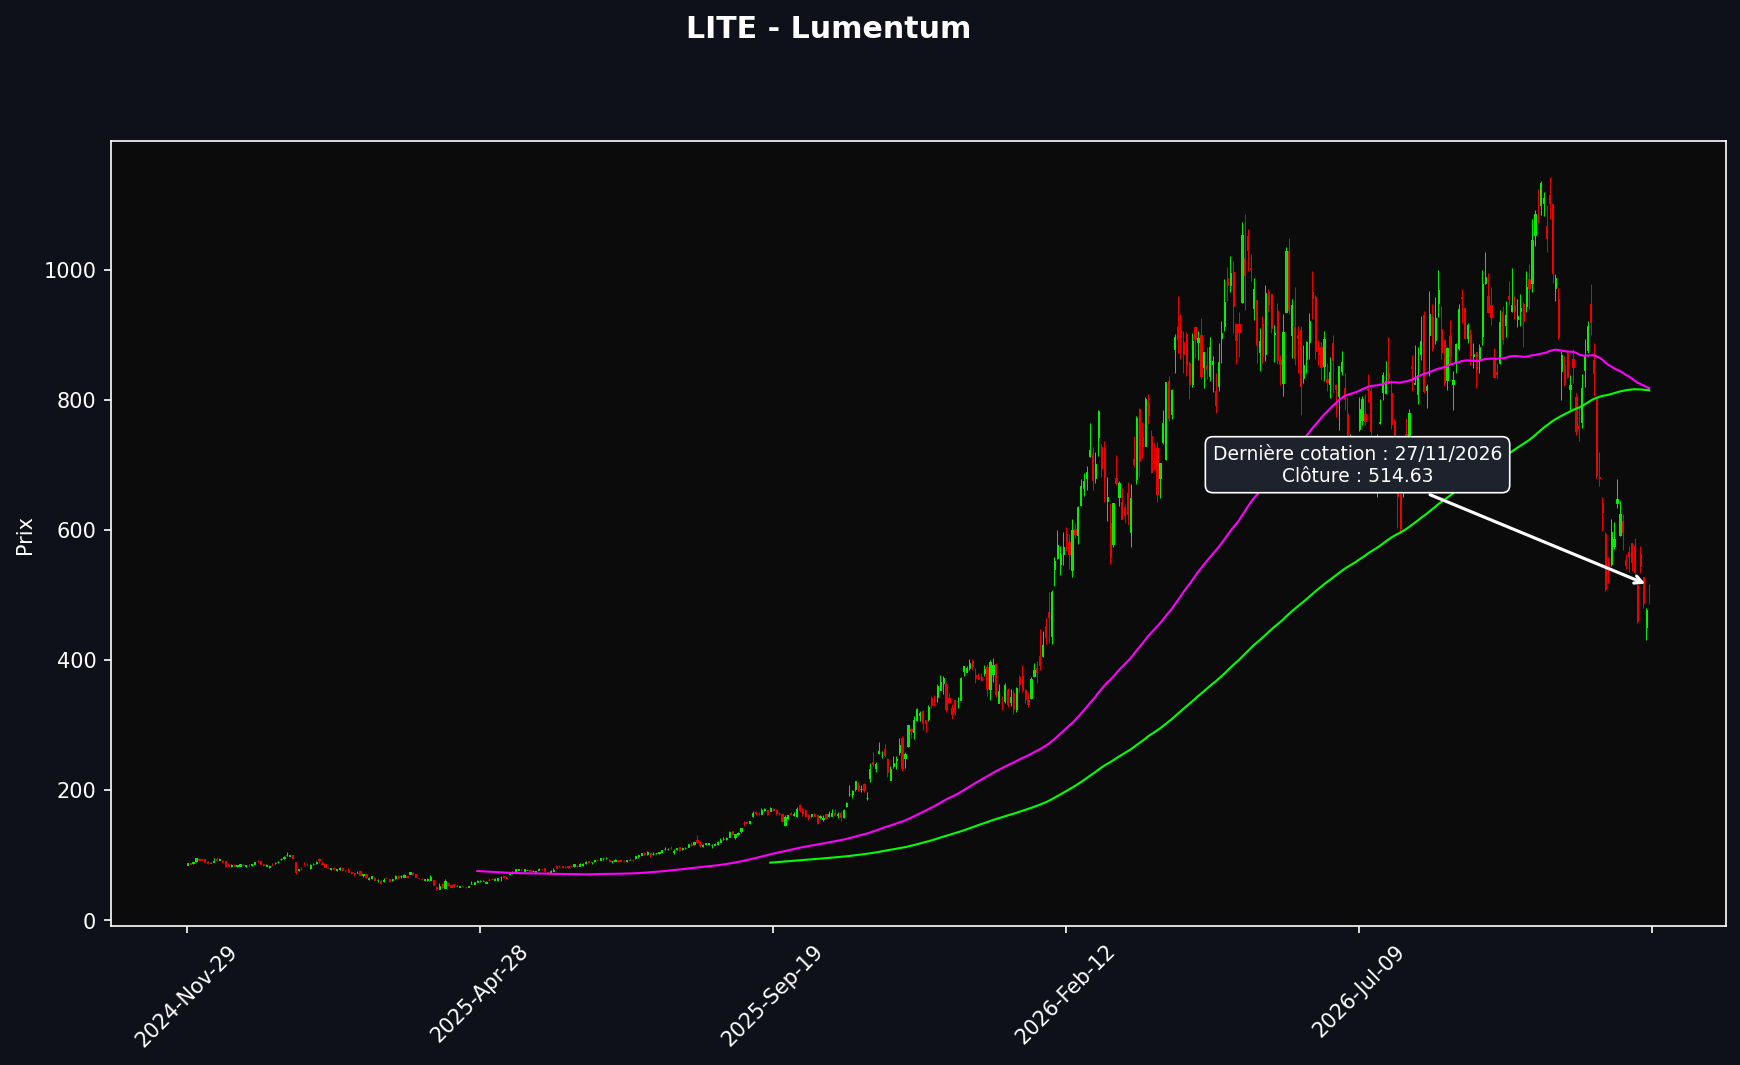 LITE - Lumentum
Prix
1000
800
600
400
200
0
Dernière cotation : 27/11/2026
Clôture : 514.63
2024-Nov-29
2025-Apr-28
2025-Sep-19
2026-Feb-12
2026-Jul-09